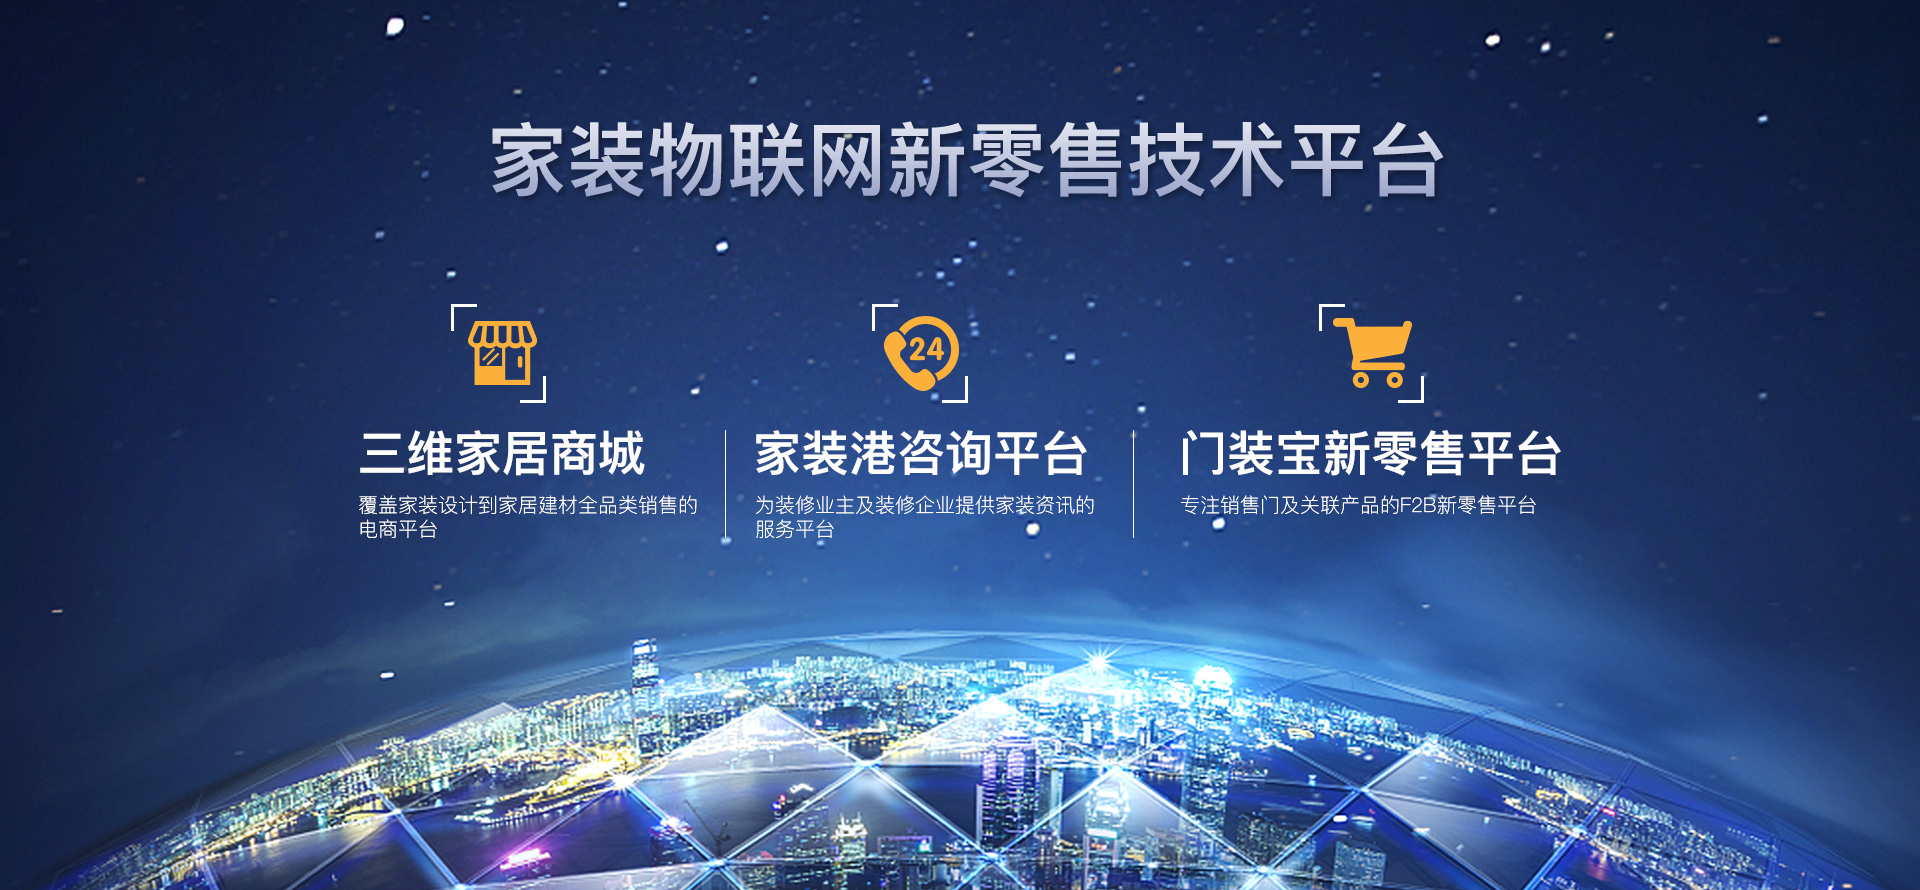 家装物联网新零售技术平台
24
三维家居商城
覆盖家装设计到家居建材全品类销售的
电商平台
家装港咨询平台
为装修业主及装修企业提供家装资讯的
服务平台
门装宝新零售平台
专注销售门及关联产品的F2B新零售平台